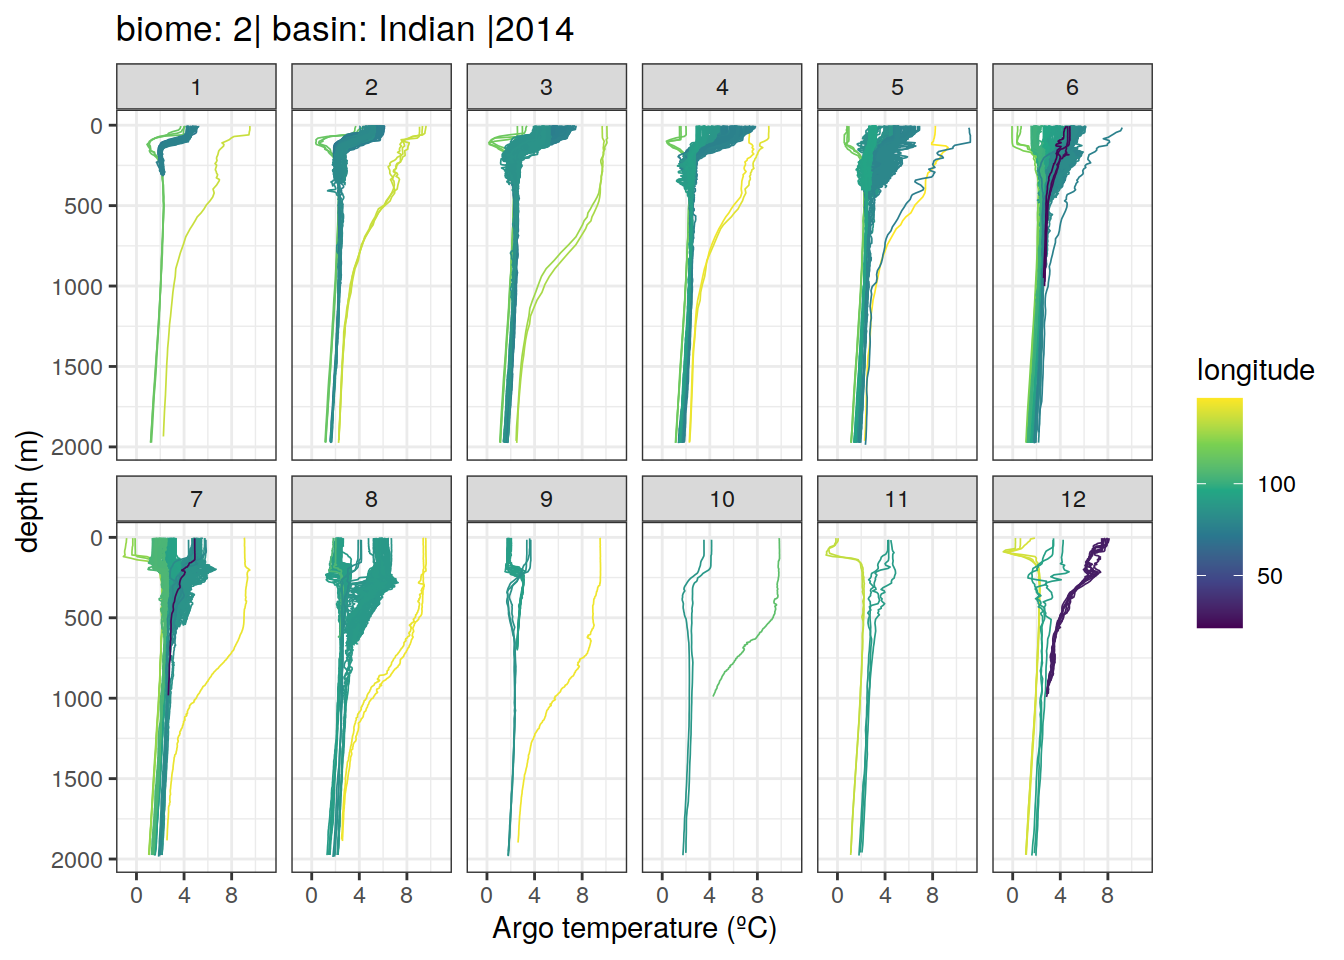 biome: 2| basin: Indian |2014
1 2 3 4 5 6
0
500
1000
1500
2000
7 8 9 10 11 12
0
500
1000
1500
2000
0 4 8 0 4 8 0 4 8 0 4 8 0 4 8 0 4 8
Argo temperature (ºC)
depth (m)
longitude
100
50